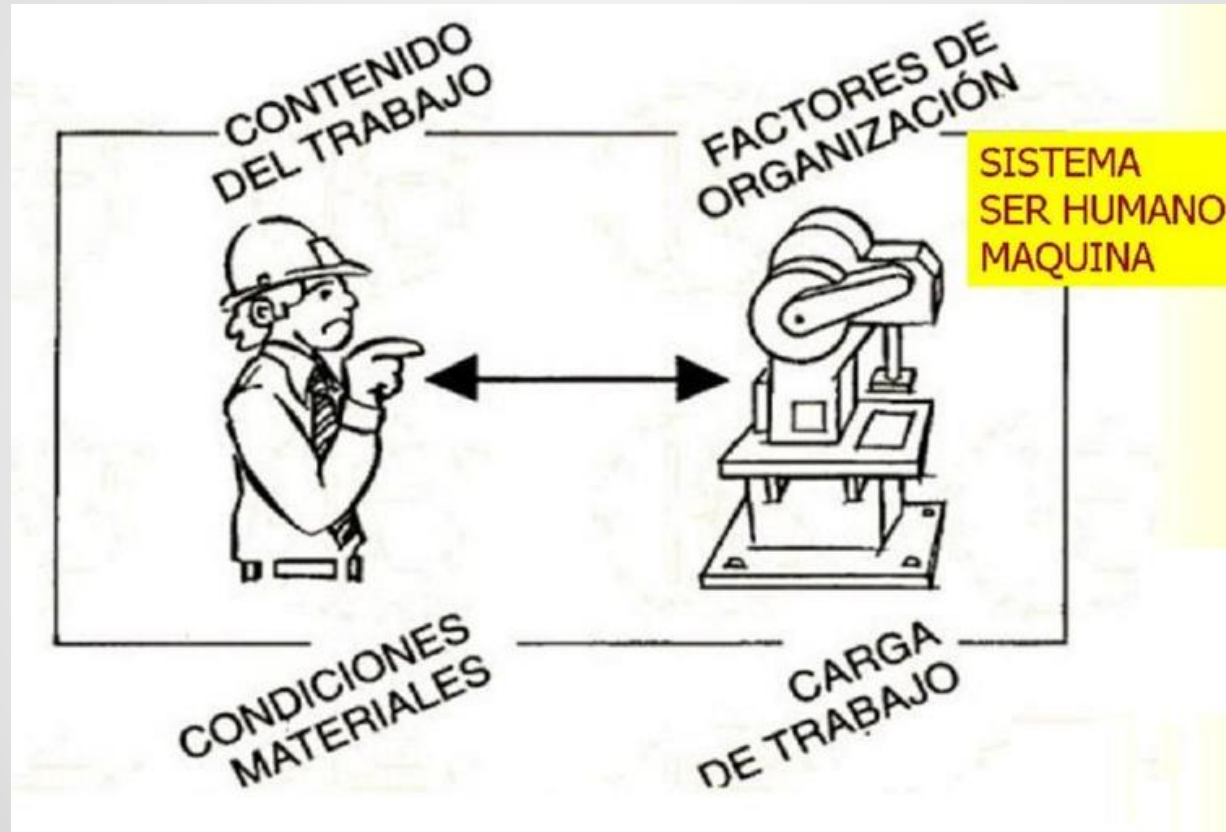 CONTENIDO
DEL TRABAJO
FACTORES DE
ORGANIZACIÓN
SISTEMA
SER HUMANO
MAQUINA
CONDICIONES
MATERIALES
CARGA
DE TRABAJO